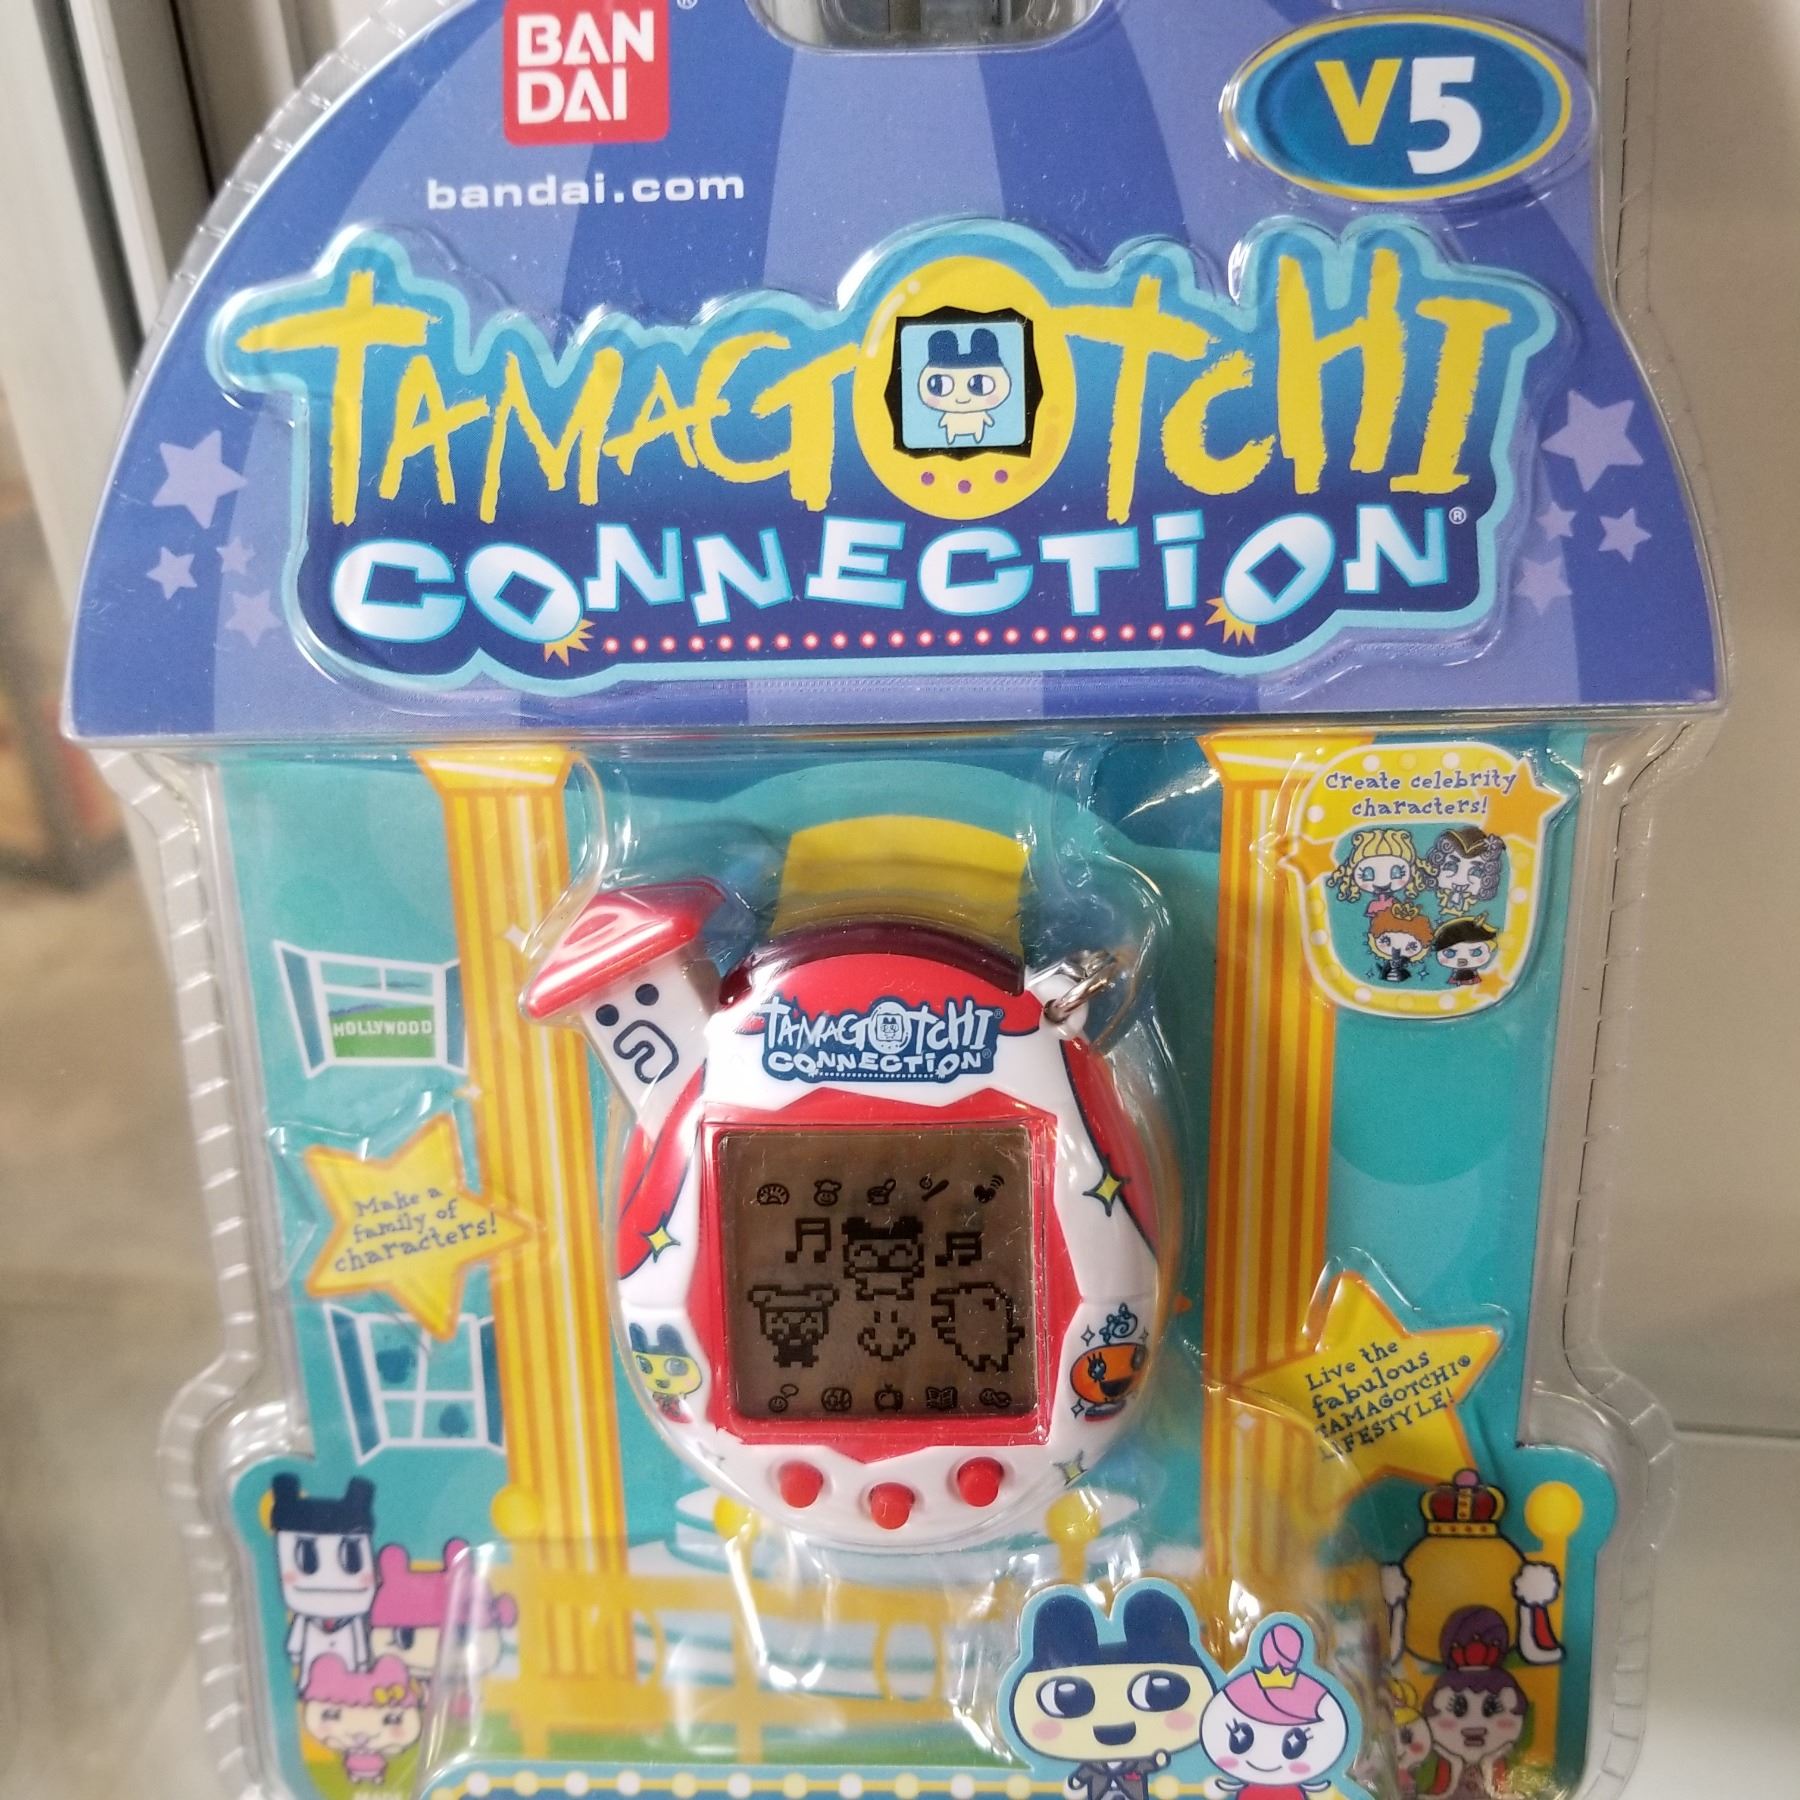 BAN
DAI
®
bandai.com
V5
TAMAGOTCHI
CONNECTION®
Create celebrity
characters!
HOLLYWOOD
TAMAGOTCHI®
CONNECTION®
Make a
family of
characters!
Live the
fabulous
TAMAGOTCHI®
LIFESTYLE!